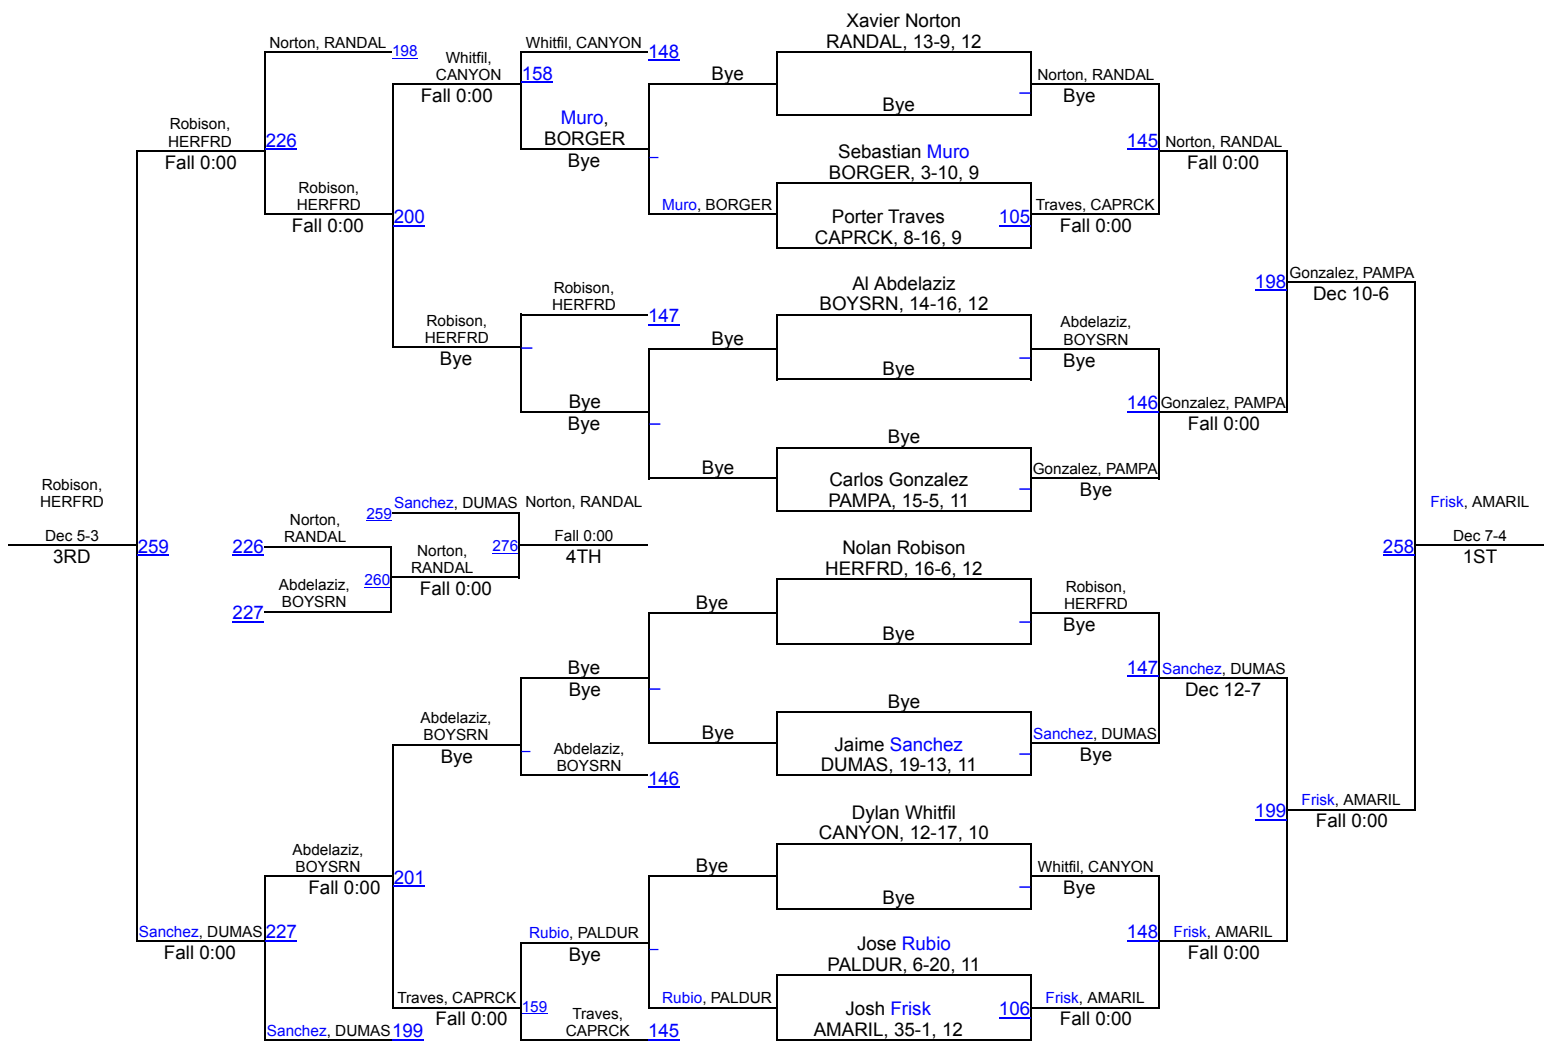 Xavier Norton
RANDAL, 13-9, 12
Norton, RANDAL
198
Whitfil,
CANYON
Fall 0:00
Whitfil, CANYON
148
158
Bye
Bye
Norton, RANDAL
Bye
Muro,
BORGER
Bye
Robison,
HERFRD
Fall 0:00
226
Sebastian Muro
BORGER, 3-10, 9
145
Norton, RANDAL
Fall 0:00
Robison,
HERFRD
Fall 0:00
200
Muro, BORGER
Porter Traves
CAPRCK, 8-16, 9
105
Traves, CAPRCK
Fall 0:00
Al Abdelaziz
BOYSRN, 14-16, 12
198
Gonzalez, PAMPA
Dec 10-6
Robison,
HERFRD
147
Robison,
HERFRD
Bye
Bye
Bye
Abdelaziz,
BOYSRN
Bye
Bye
Bye
146
Gonzalez, PAMPA
Fall 0:00
Bye
Bye
Carlos Gonzalez
PAMPA, 15-5, 11
Gonzalez, PAMPA
Bye
Robison,
HERFRD
Dec 5-3
3RD
259
Sanchez, DUMAS
259
Norton, RANDAL
Norton,
RANDAL
226
Norton,
RANDAL
Fall 0:00
276
Fall 0:00
4TH
Abdelaziz,
BOYSRN
260
227
Frisk, AMARIL
258
Dec 7-4
1ST
Nolan Robison
HERFRD, 16-6, 12
Bye
Bye
Robison,
HERFRD
Bye
Bye
Bye
147
Sanchez, DUMAS
Dec 12-7
Abdelaziz,
BOYSRN
Bye
Bye
Bye
Jaime Sanchez
DUMAS, 19-13, 11
Sanchez, DUMAS
Bye
Abdelaziz,
BOYSRN
146
Dylan Whitfil
CANYON, 12-17, 10
199
Frisk, AMARIL
Fall 0:00
Abdelaziz,
BOYSRN
Fall 0:00
201
Bye
Bye
Whitfil, CANYON
Bye
Sanchez, DUMAS
Fall 0:00
227
Rubio, PALDUR
Bye
Jose Rubio
PALDUR, 6-20, 11
148
Frisk, AMARIL
Fall 0:00
Traves, CAPRCK
Fall 0:00
159
Rubio, PALDUR
Josh Frisk
AMARIL, 35-1, 12
106
Frisk, AMARIL
Fall 0:00
Sanchez, DUMAS
199
Traves,
CAPRCK
145